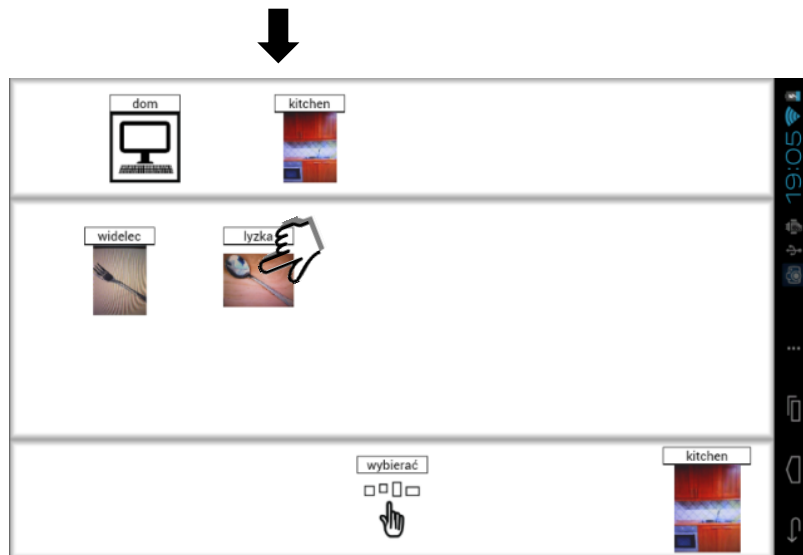 dom
kitchen
widelec
lyzka
wybierać
kitchen
19:05